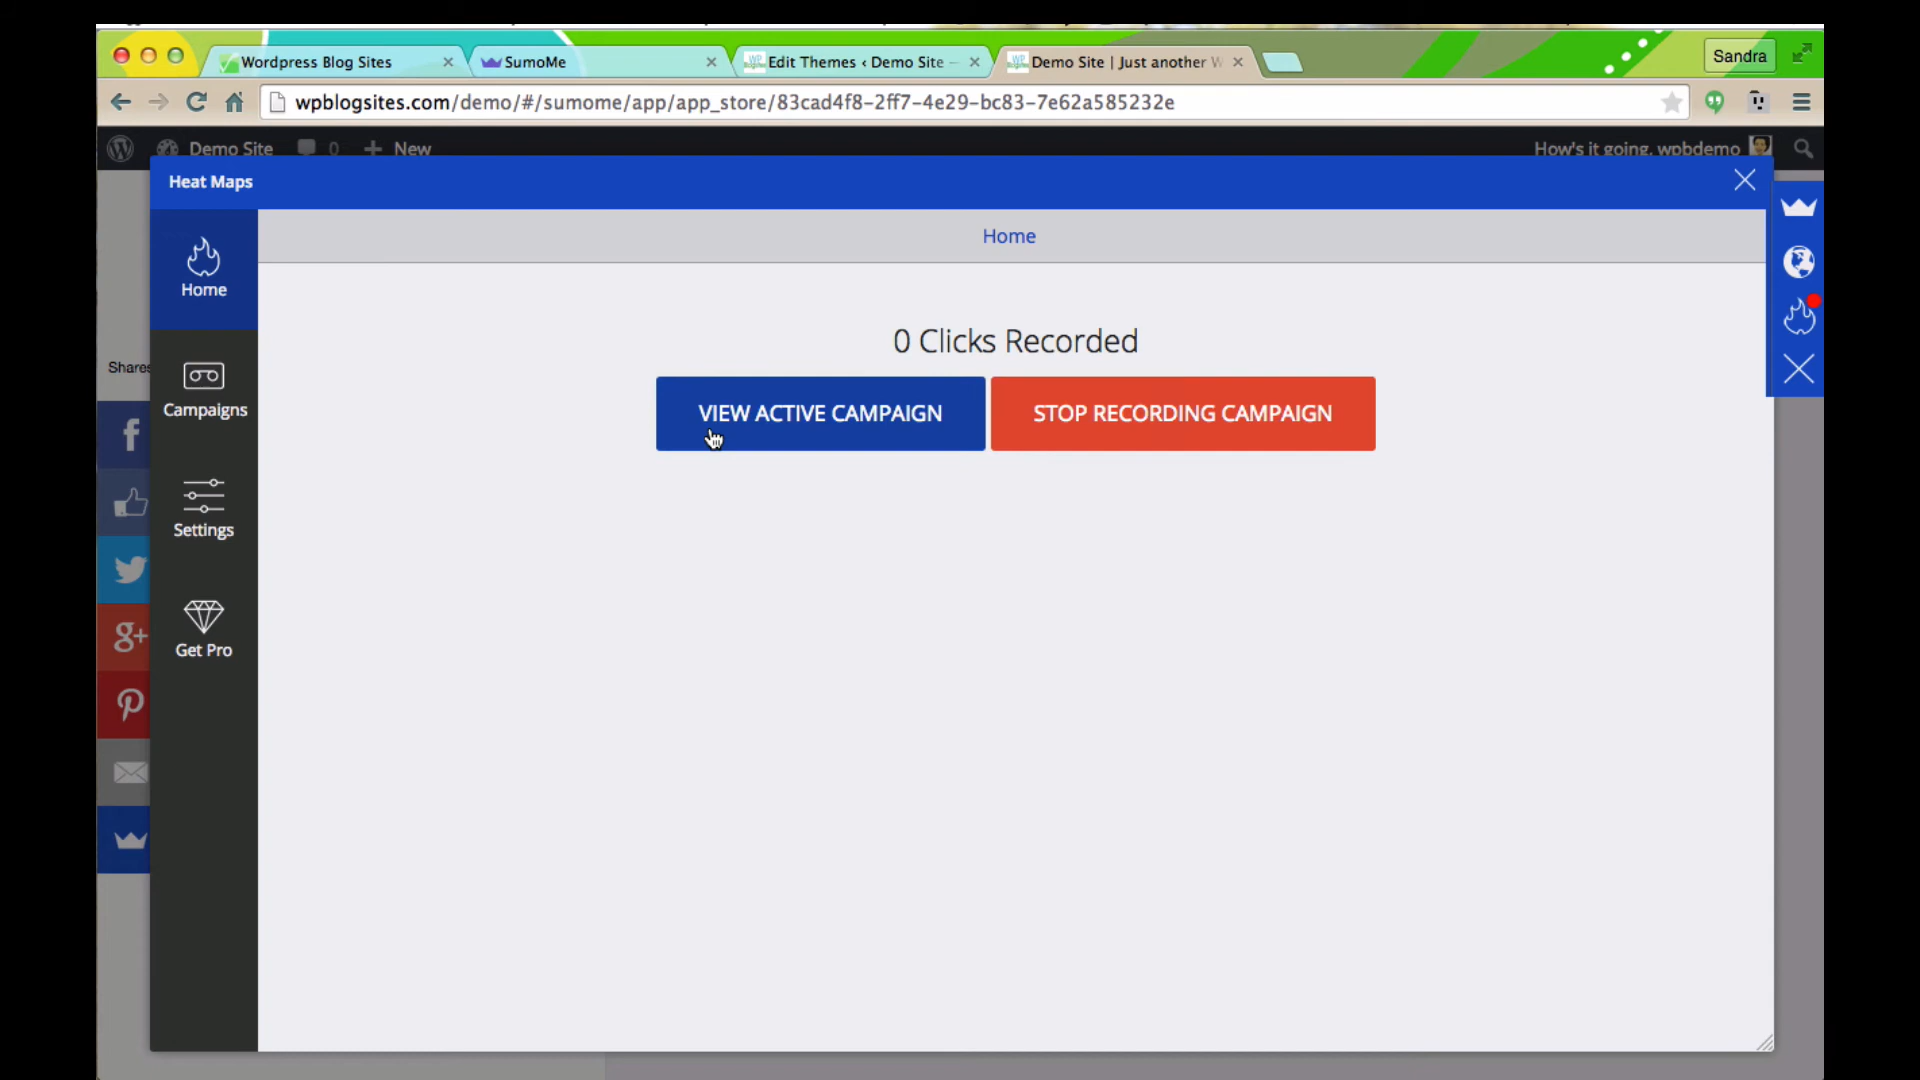 Wordpress Blog Sites
SumoMe
Edit Themes ‹ Demo Site –
Demo Site | Just another W
Sandra
wpblogsites.com/demo/#/sumome/app/app_store/83cad4f8-2ff7-4e29-bc83-7e62a585232e
Demo Site 0 + New
How's it going, wpbdemo
Heat Maps
Home
Home
0 Clicks Recorded
Shares
Campaigns
VIEW ACTIVE CAMPAIGN
STOP RECORDING CAMPAIGN
Settings
Get Pro